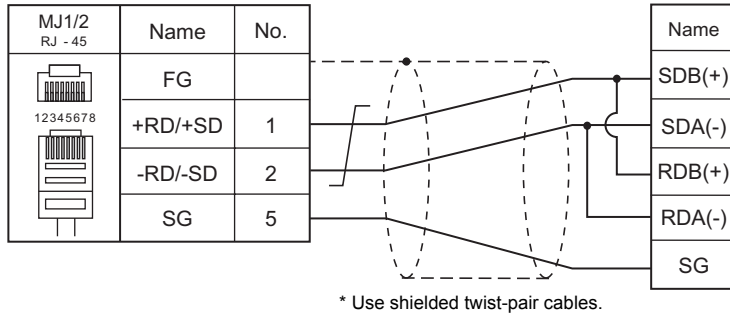 MJ1/2
RJ - 45
Name
No.
Name
FG
SDB(+)
12345678
+RD/+SD
1
SDA(-)
-RD/-SD
2
RDB(+)
SG
5
RDA(-)
SG
* Use shielded twist-pair cables.